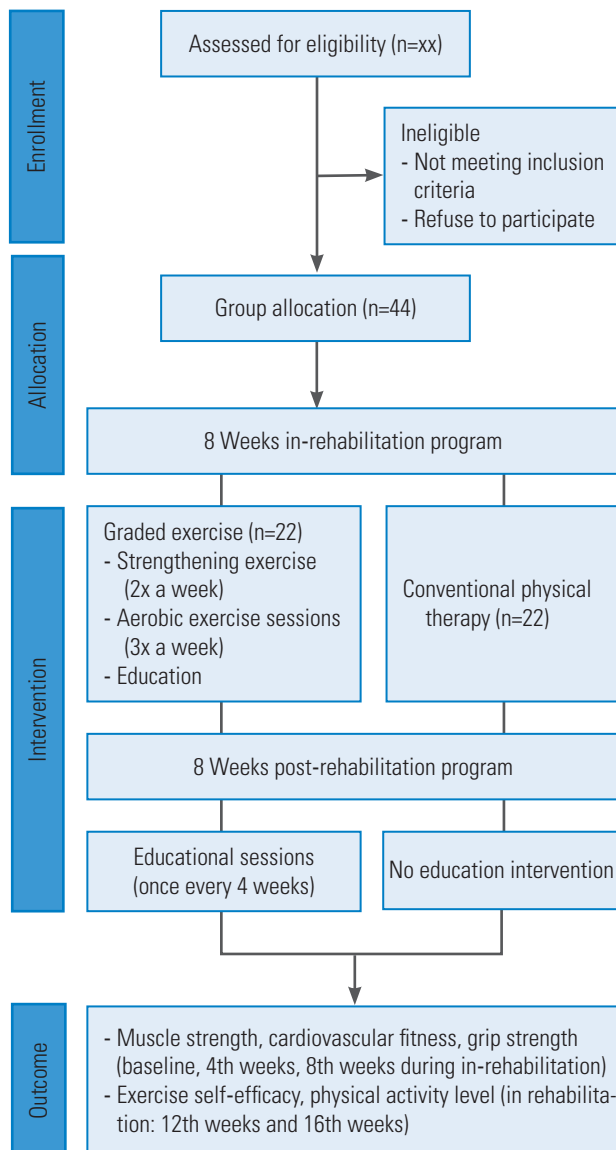 Enrollment
Assessed for eligibility (n=xx)
Ineligible
- Not meeting inclusion
criteria
- Refuse to participate
Allocation
Group allocation (n=44)
8 Weeks in-rehabilitation program
Intervention
Graded exercise (n=22)
- Strengthening exercise
(2x a week)
- Aerobic exercise sessions
(3x a week)
- Education
Conventional physical
therapy (n=22)
8 Weeks post-rehabilitation program
Educational sessions
(once every 4 weeks)
No education intervention
Outcome
- Muscle strength, cardiovascular fitness, grip strength
(baseline, 4th weeks, 8th weeks during in-rehabilitation)
- Exercise self-efficacy, physical activity level (in rehabilita-
tion: 12th weeks and 16th weeks)